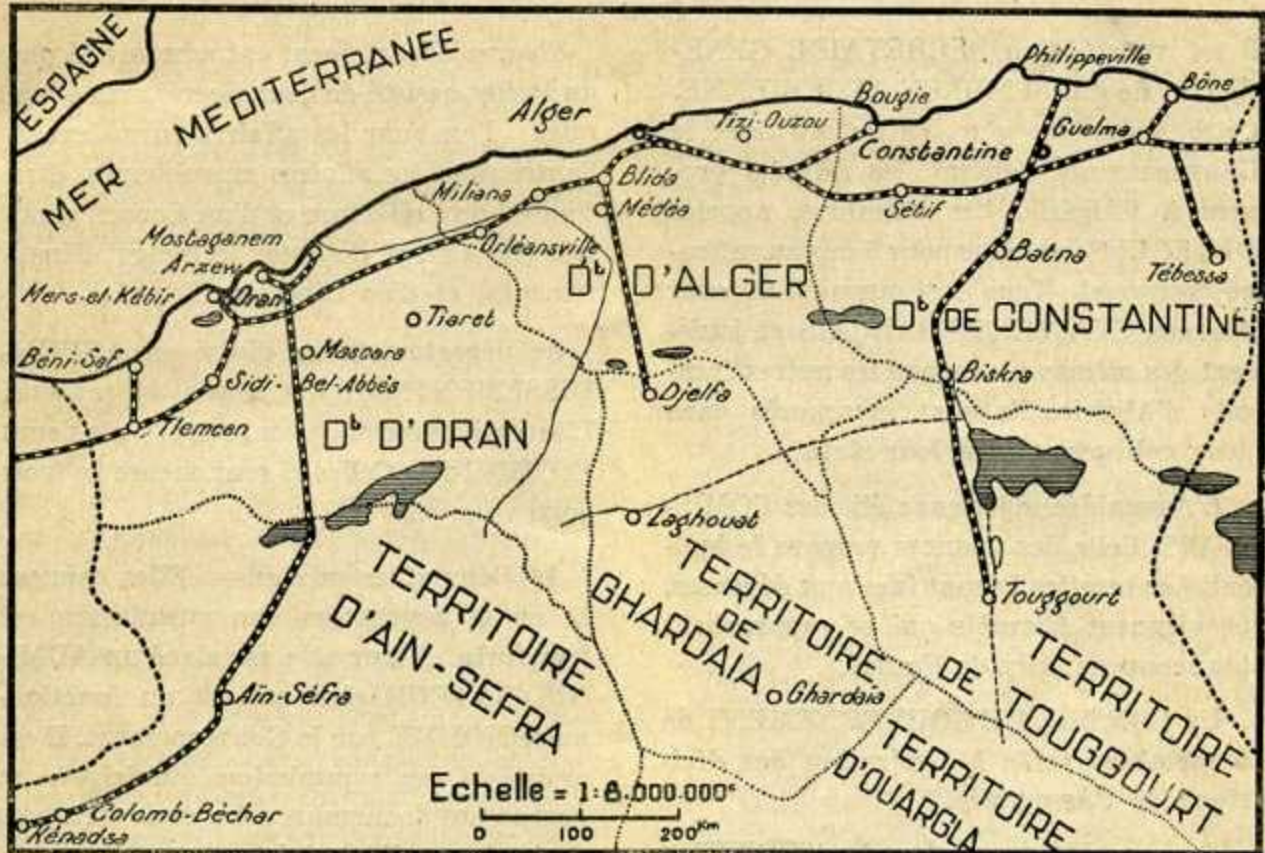 ESPAGNE
MER MEDITERRANEE
Alger
Tizi-Ouzou
Bougie
Philippeville
Bône
Guelma
Constantine
Sétif
Blida
Médéa
Miliana
Orléansville
Mostaganem
Arzew
Mers-el-Kébir
Oran
Béni-Saf
Tiaret
Mascara
Sidi-Bel-Abbès
Tlemcen
Batna
Tébessa
Biskra
Djelfa
Dᵗ D'ALGER
Dᵗ DE CONSTANTINE
Dᵗ D'ORAN
Laghouat
Touggourt
TERRITOIRE
D'AIN-SEFRA
TERRITOIRE
DE
GHARDAIA
Ghardaïa
TERRITOIRE
DE TOUGGOURT
TERRITOIRE
D'OUARGLA
Aïn-Séfra
Colomb-Béchar
Kénadsa
Echelle = 1:8.000.000ᵉ
0 100 200ᴷᵐ